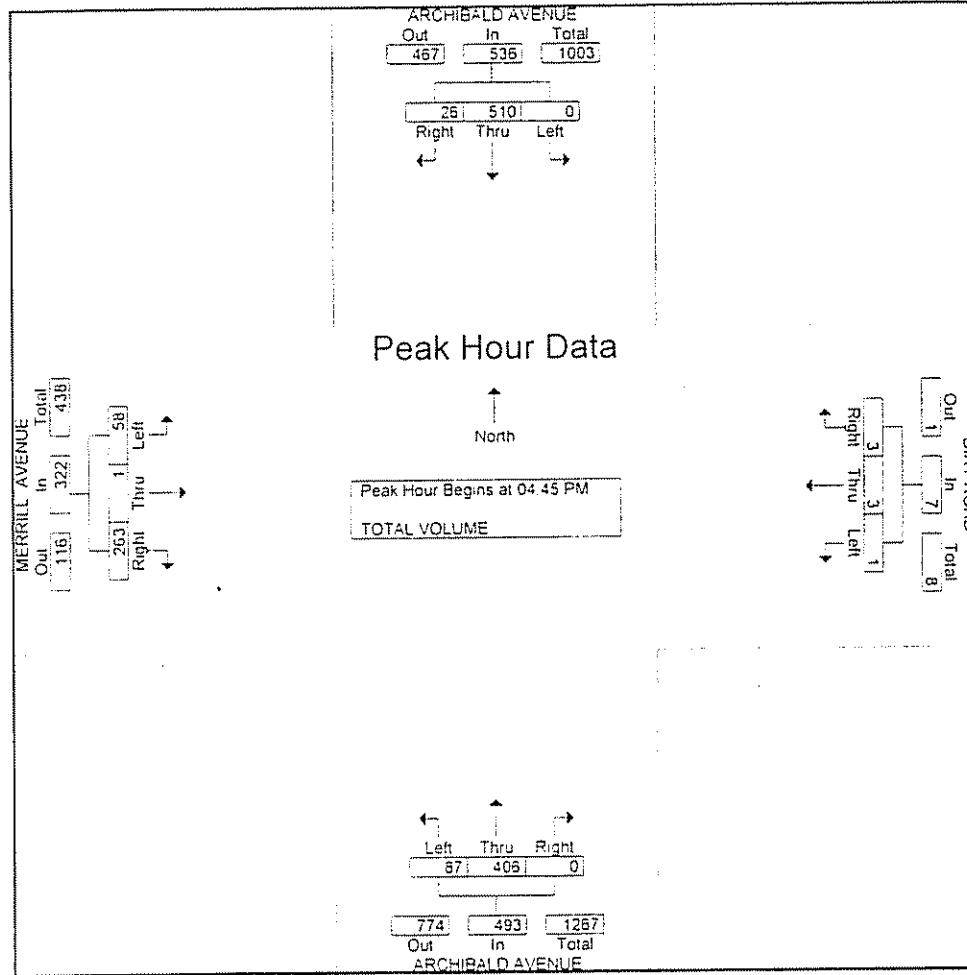 ARCHIBALD AVENUE
Out In Total
467 536 1003
26 510 0
Right Thru Left
Peak Hour Data
North
Peak Hour Begins at 04:45 PM
TOTAL VOLUME
MERRILL AVENUE
Out In Total
116 322 438
58 1 263
Left Thru Right
Out In Total
1 7 8
3 3 1
Right Thru Left
Left Thru Right
87 406 0
774 493 1267
Out In Total
ARCHIBALD AVENUE